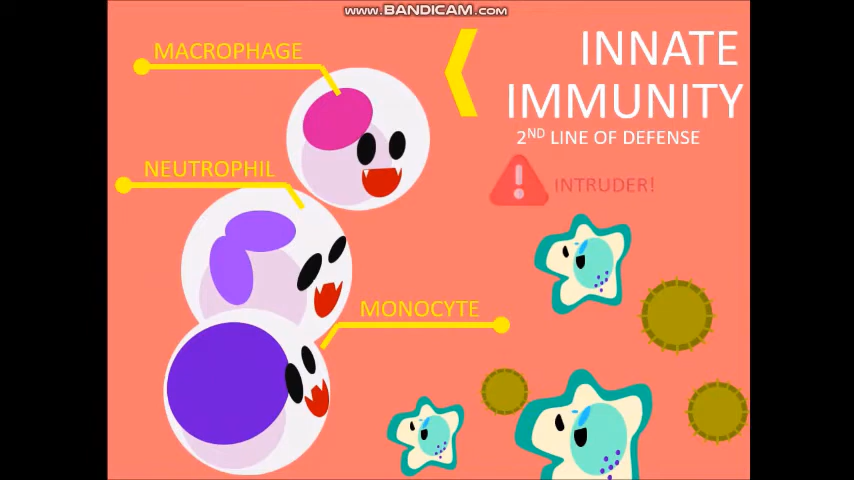 www.BANDICAM.com
MACROPHAGE
INNATE
IMMUNITY
2ND LINE OF DEFENSE
NEUTROPHIL
! INTRUDER!
MONOCYTE